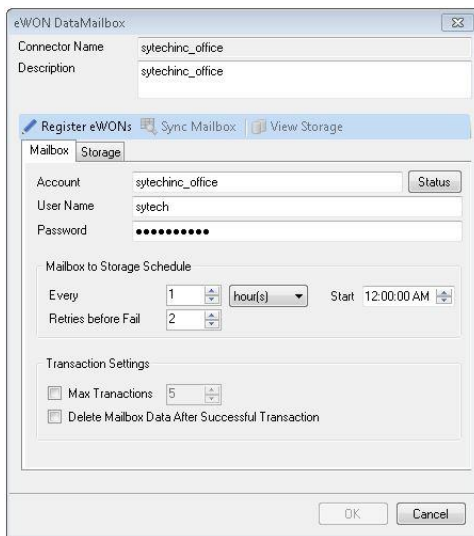 eWON DataMailbox
Connector Name sytechinc_office
Description sytechinc_office
Register eWONs Sync Mailbox View Storage
Mailbox Storage
Account sytechinc_office Status
User Name sytech
Password ●●●●●●●●●●
Mailbox to Storage Schedule
Every 1 hour(s) Start 12:00:00 AM
Retries before Fail 2
Transaction Settings
Max Tranactions 5
Delete Mailbox Data After Successful Transaction
OK Cancel